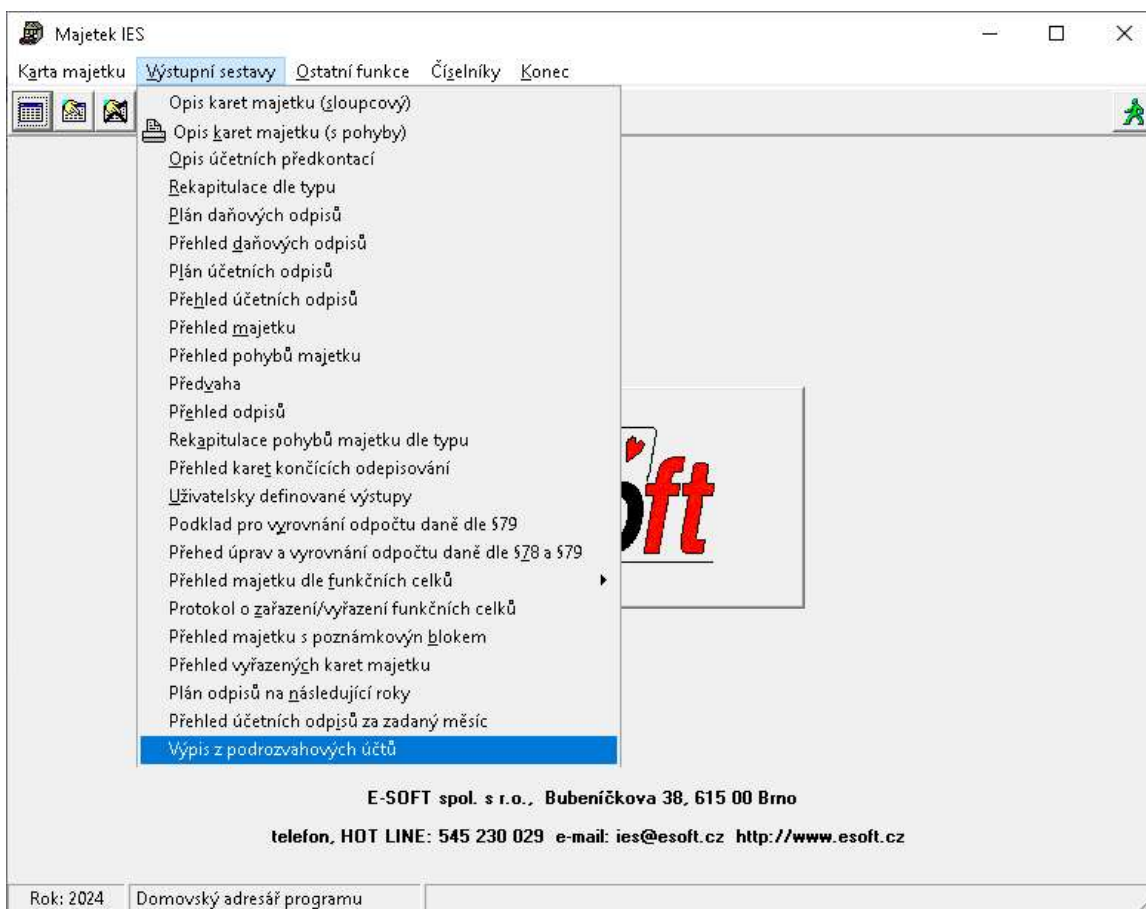 Majetek IES
Karta majetku Výstupní sestavy Ostatní funkce Číselníky Konec
Opis karet majetku (sloupcový)
Opis karet majetku (s pohyby)
Opis účetních předkontací
Rekapitulace dle typu
Plán daňových odpisů
Přehled daňových odpisů
Plán účetních odpisů
Přehled účetních odpisů
Přehled majetku
Přehled pohybů majetku
Předvaha
Přehled odpisů
Rekapitulace pohybů majetku dle typu
Přehled karet končících odepisování
Uživatelsky definované výstupy
Podklad pro vyrovnání odpočtu daně dle §79
Přehed úprav a vyrovnání odpočtu daně dle §78 a §79
Přehled majetku dle funkčních celků
Protokol o zařazení/vyřazení funkčních celků
Přehled majetku s poznámkovýn blokem
Přehled vyřazených karet majetku
Plán odpisů na následující roky
Přehled účetních odpisů za zadaný měsíc
Výpis z podrozvahových účtů
oft
E-SOFT spol. s r.o., Bubeníčkova 38, 615 00 Brno
telefon, HOT LINE: 545 230 029 e-mail: ies@esoft.cz http://www.esoft.cz
Rok: 2024 Domovský adresář programu